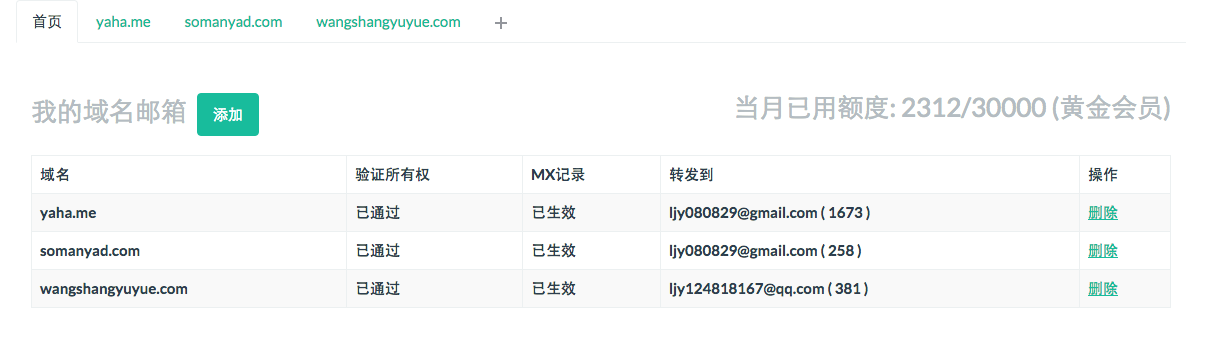 首页 yaha.me somanyad.com wangshangyuyue.com +
我的域名邮箱 添加 当月已用额度: 2312/30000 (黄金会员)
域名 验证所有权 MX记录 转发到 操作
yaha.me 已通过 已生效 ljy080829@gmail.com ( 1673 ) 删除
somanyad.com 已通过 已生效 ljy080829@gmail.com ( 258 ) 删除
wangshangyuyue.com 已通过 已生效 ljy124818167@qq.com ( 381 ) 删除